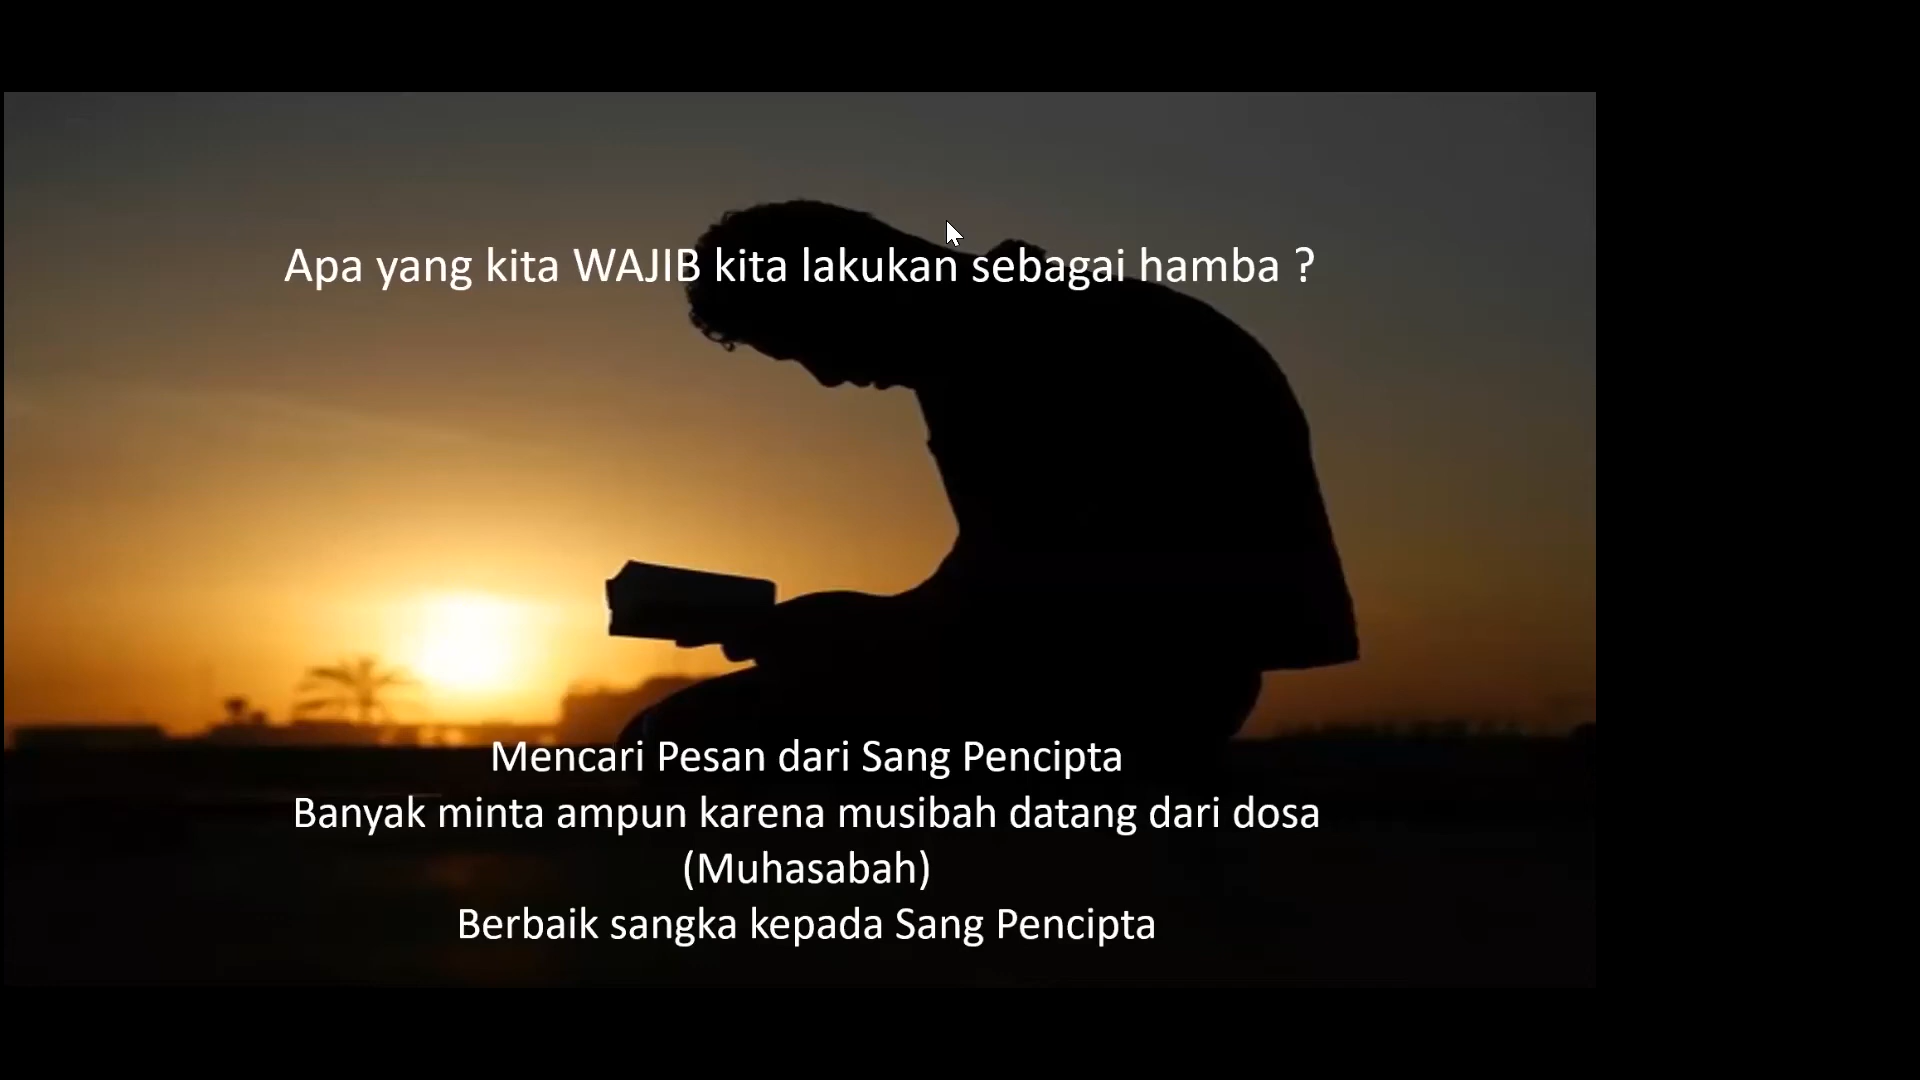 Apa yang kita WAJIB kita lakukan sebagai hamba ?
Mencari Pesan dari Sang Pencipta
Banyak minta ampun karena musibah datang dari dosa
(Muhasabah)
Berbaik sangka kepada Sang Pencipta